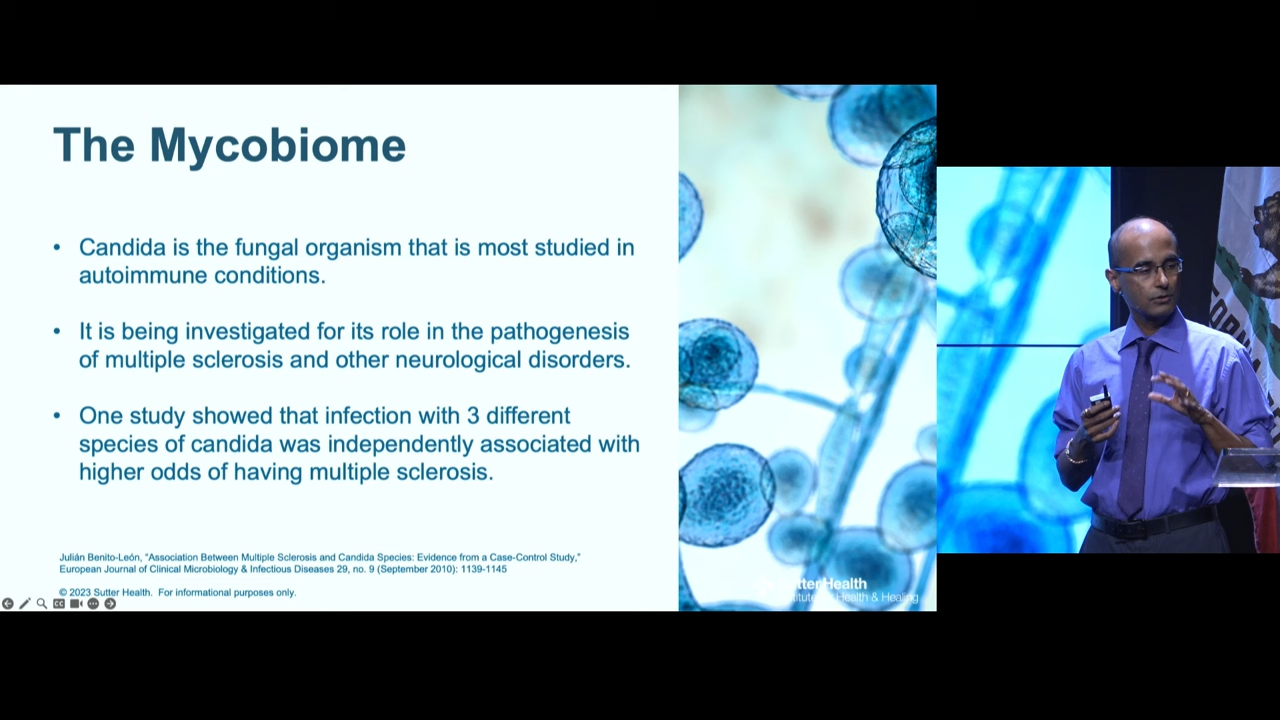 The Mycobiome
• Candida is the fungal organism that is most studied in
autoimmune conditions.
• It is being investigated for its role in the pathogenesis
of multiple sclerosis and other neurological disorders.
• One study showed that infection with 3 different
species of candida was independently associated with
higher odds of having multiple sclerosis.
Julián Benito-León, "Association Between Multiple Sclerosis and Candida Species: Evidence from a Case-Control Study,"
European Journal of Clinical Microbiology & Infectious Diseases 29, no. 9 (September 2010): 1139-1145
© 2023 Sutter Health. For informational purposes only.
Health
Health & Healing